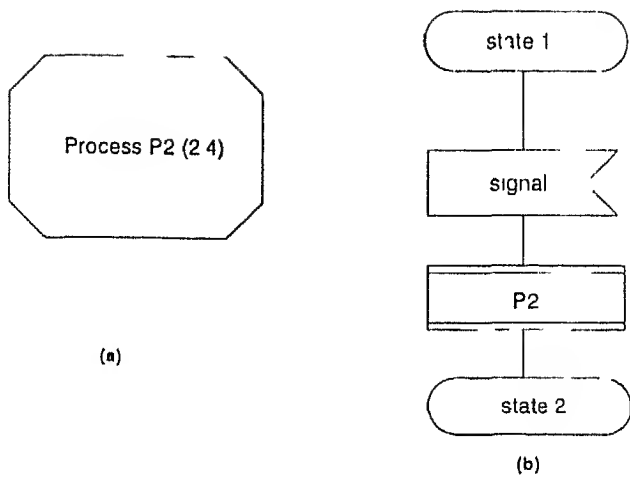 state 1
Process P2 (2 4)
signal
P2
(a)
state 2
(b)